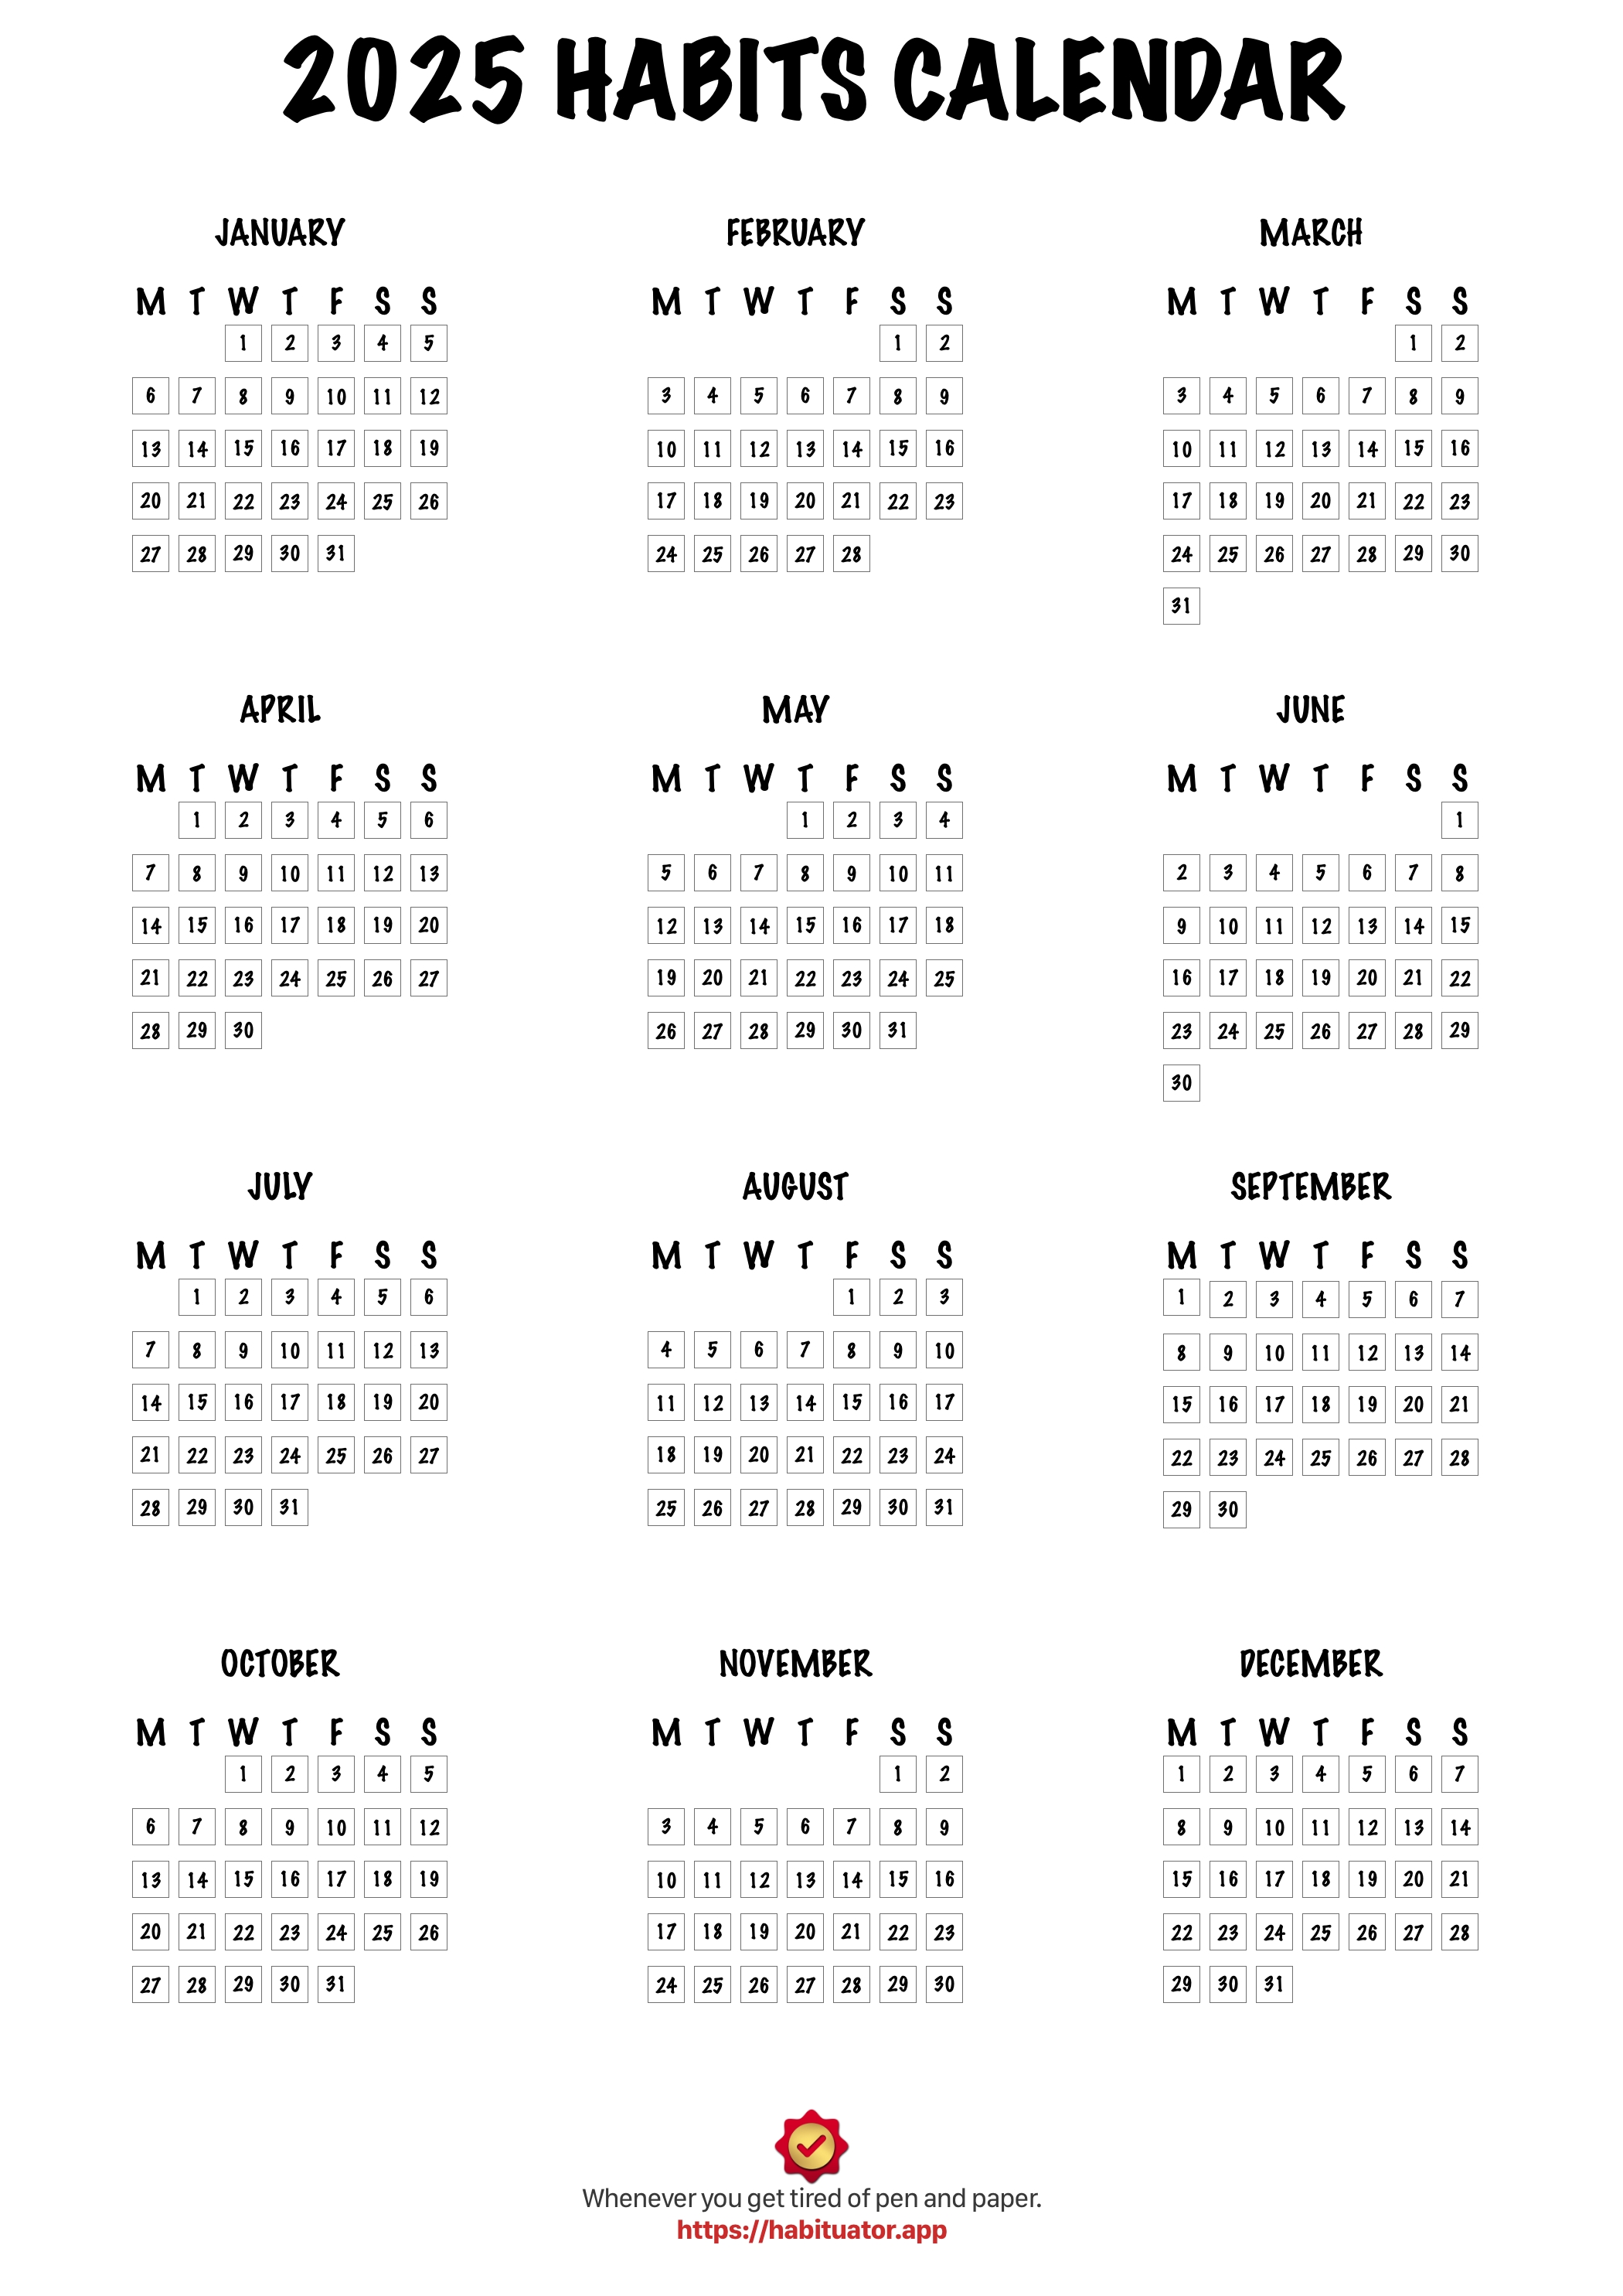 2025 HABITS CALENDAR
JANUARY
M T W T F S S
1 2 3 4 5
6 7 8 9 10 11 12
13 14 15 16 17 18 19
20 21 22 23 24 25 26
27 28 29 30 31
FEBRUARY
M T W T F S S
1 2
3 4 5 6 7 8 9
10 11 12 13 14 15 16
17 18 19 20 21 22 23
24 25 26 27 28
MARCH
M T W T F S S
1 2
3 4 5 6 7 8 9
10 11 12 13 14 15 16
17 18 19 20 21 22 23
24 25 26 27 28 29 30
31
APRIL
M T W T F S S
1 2 3 4 5 6
7 8 9 10 11 12 13
14 15 16 17 18 19 20
21 22 23 24 25 26 27
28 29 30
MAY
M T W T F S S
1 2 3 4
5 6 7 8 9 10 11
12 13 14 15 16 17 18
19 20 21 22 23 24 25
26 27 28 29 30 31
JUNE
M T W T F S S
1
2 3 4 5 6 7 8
9 10 11 12 13 14 15
16 17 18 19 20 21 22
23 24 25 26 27 28 29
30
JULY
M T W T F S S
1 2 3 4 5 6
7 8 9 10 11 12 13
14 15 16 17 18 19 20
21 22 23 24 25 26 27
28 29 30 31
AUGUST
M T W T F S S
1 2 3
4 5 6 7 8 9 10
11 12 13 14 15 16 17
18 19 20 21 22 23 24
25 26 27 28 29 30 31
SEPTEMBER
M T W T F S S
1 2 3 4 5 6 7
8 9 10 11 12 13 14
15 16 17 18 19 20 21
22 23 24 25 26 27 28
29 30
OCTOBER
M T W T F S S
1 2 3 4 5
6 7 8 9 10 11 12
13 14 15 16 17 18 19
20 21 22 23 24 25 26
27 28 29 30 31
NOVEMBER
M T W T F S S
1 2
3 4 5 6 7 8 9
10 11 12 13 14 15 16
17 18 19 20 21 22 23
24 25 26 27 28 29 30
DECEMBER
M T W T F S S
1 2 3 4 5 6 7
8 9 10 11 12 13 14
15 16 17 18 19 20 21
22 23 24 25 26 27 28
29 30 31
Whenever you get tired of pen and paper.
https://habituator.app